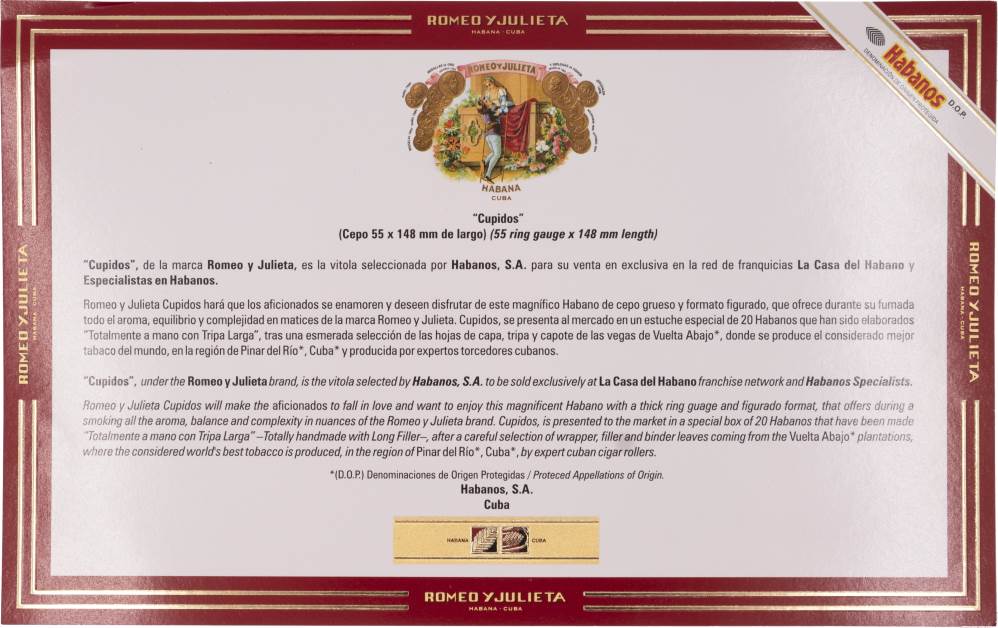 ROMEO Y JULIETA
HABANA · CUBA
Habanos
DENOMINACIÓN DE ORIGEN PROTEGIDA
D.O.P.
ROMEO Y JULIETA
HABANA
CUBA
"Cupidos"
(Cepo 55 x 148 mm de largo) (55 ring gauge x 148 mm length)
"Cupidos", de la marca Romeo y Julieta, es la vitola seleccionada por Habanos, S.A. para su venta en exclusiva en la red de franquicias La Casa del Habano y
Especialistas en Habanos.
Romeo y Julieta Cupidos hará que los aficionados se enamoren y deseen disfrutar de este magnífico Habano de cepo grueso y formato figurado, que ofrece durante su fumada
todo el aroma, equilibrio y complejidad en matices de la marca Romeo y Julieta. Cupidos, se presenta al mercado en un estuche especial de 20 Habanos que han sido elaborados
"Totalmente a mano con Tripa Larga", tras una esmerada selección de las hojas de capa, tripa y capote de las vegas de Vuelta Abajo*, donde se produce el considerado mejor
tabaco del mundo, en la región de Pinar del Río*, Cuba* y producida por expertos torcedores cubanos.
"Cupidos", under the Romeo y Julieta brand, is the vitola selected by Habanos, S.A. to be sold exclusively at La Casa del Habano franchise network and Habanos Specialists.
Romeo y Julieta Cupidos will make the aficionados to fall in love and want to enjoy this magnificent Habano with a thick ring guage and figurado format, that offers during a
smoking all the aroma, balance and complexity in nuances of the Romeo y Julieta brand. Cupidos, is presented to the market in a special box of 20 Habanos that have been made
"Totalmente a mano con Tripa Larga" –Totally handmade with Long Filler–, after a careful selection of wrapper, filler and binder leaves coming from the Vuelta Abajo* plantations,
where the considered world's best tobacco is produced, in the region of Pinar del Río*, Cuba*, by expert cuban cigar rollers.
*(D.O.P.) Denominaciones de Origen Protegidas / Proteced Appellations of Origin.
Habanos, S.A.
Cuba
HABANA CUBA
ROMEO Y JULIETA
HABANA · CUBA
ROMEO Y JULIETA
HABANA · CUBA
ROMEO Y JULIETA
HABANA · CUBA